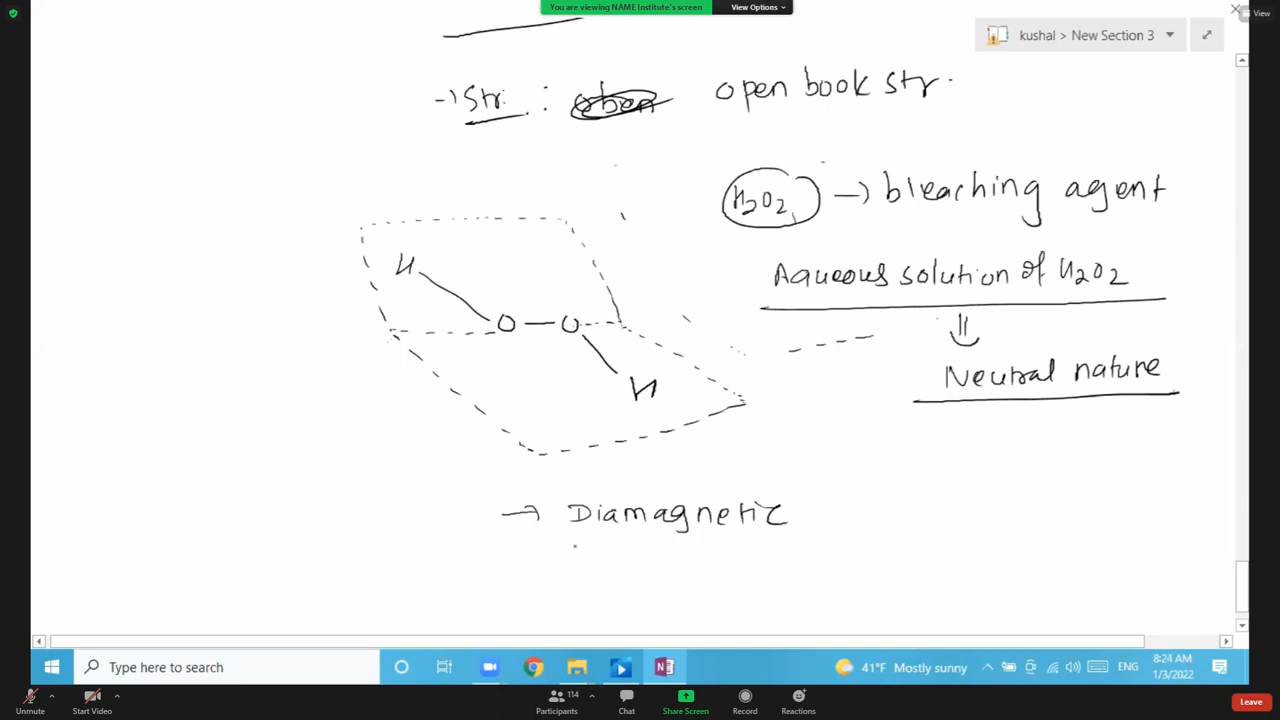 You are viewing NAME Institute's screen
View Options
View
kushal > New Section 3
→ Str. : open book str.
H2O2 → bleaching agent
Aqueous solution of H2O2
⇓
Neutral nature
H
O — O
H
→ Diamagnetic
Type here to search
41°F Mostly sunny
ENG
8:24 AM
1/3/2022
Unmute
Start Video
Participants
114
Chat
Share Screen
Record
Reactions
Leave